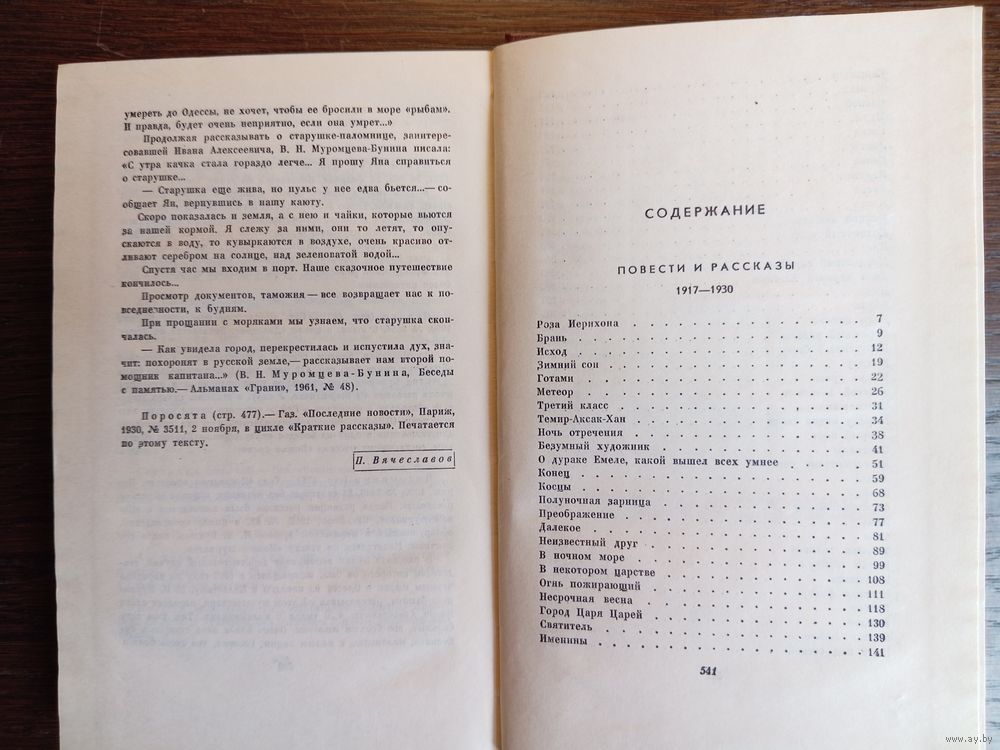 умереть до Одессы, не хочет, чтобы ее бросили в море «рыбам».
И правда, будет очень неприятно, если она умрет...»
Продолжая рассказывать о старушке-паломнице, заинтере-
совавшей Ивана Алексеевича, В. Н. Муромцева-Бунина писала:
«С утра качка стала гораздо легче... Я прошу Яна справиться
о старушке...
— Старушка еще жива, но пульс у нее едва бьется...— со-
общает Ян, вернувшись в нашу каюту.
Скоро показалась и земля, а с нею и чайки, которые вьются
за нашей кормой. Я слежу за ними, они то летят, то опу-
скаются в воду, то кувыркаются в воздухе, очень красиво от-
ливают серебром на солнце, над зеленоватой водой...
Спустя час мы входим в порт. Наше сказочное путешествие
кончилось...
Просмотр документов, таможня — все возвращает нас к по-
вседневности, к будням.
При прощании с моряками мы узнаем, что старушка скон-
чалась.
— Как увидела город, перекрестилась и испустила дух, зна-
чит: похоронят в русской земле,— рассказывает нам второй по-
мощник капитана...» (В. Н. Муромцева-Бунина, Беседы
с памятью.— Альманах «Грани», 1961, № 48).
Поросята (стр. 477).— Газ. «Последние новости», Париж,
1930, № 3511, 2 ноября, в цикле «Краткие рассказы». Печатается
по этому тексту.
П. Вячеславов
СОДЕРЖАНИЕ
ПОВЕСТИ И РАССКАЗЫ
1917—1930
Роза Иерихона . . . . . . . . . . . . 7
Брань . . . . . . . . . . . . 9
Исход . . . . . . . . . . . . 12
Зимний сон . . . . . . . . . . . . 19
Готами . . . . . . . . . . . . 22
Метеор . . . . . . . . . . . . 26
Третий класс . . . . . . . . . . . . 31
Темир-Аксак-Хан . . . . . . . . . . . . 34
Ночь отречения . . . . . . . . . . . . 38
Безумный художник . . . . . . . . . . . . 41
О дураке Емеле, какой вышел всех умнее . . . . . 51
Конец . . . . . . . . . . . . 59
Косцы . . . . . . . . . . . . 68
Полуночная зарница . . . . . . . . . . . . 73
Преображение . . . . . . . . . . . . 77
Далекое . . . . . . . . . . . . 81
Неизвестный друг . . . . . . . . . . . . 89
В ночном море . . . . . . . . . . . . 99
В некотором царстве . . . . . . . . . . . . 108
Огнь пожирающий . . . . . . . . . . . . 111
Несрочная весна . . . . . . . . . . . . 118
Город Царя Царей . . . . . . . . . . . . 130
Святитель . . . . . . . . . . . . 139
Именины . . . . . . . . . . . . 141
541
www.ay.by